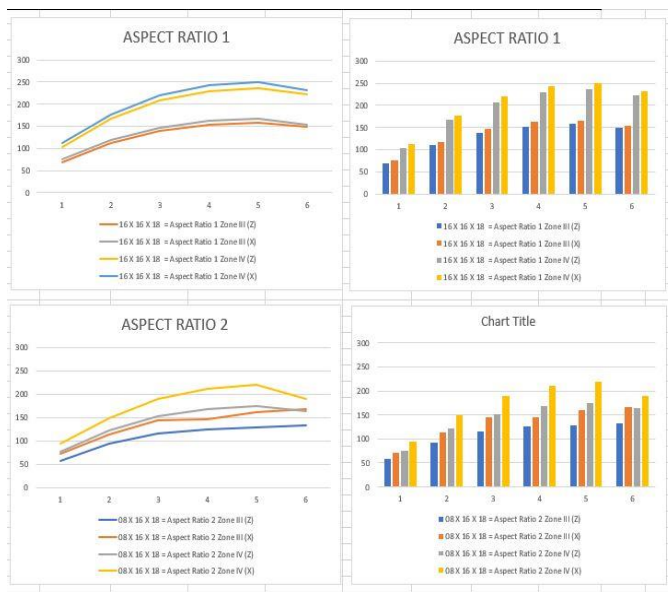 ASPECT RATIO 1
300
250
200
150
100
50
0
1 2 3 4 5 6
16 X 16 X 18 = Aspect Ratio 1 Zone III (Z)
16 X 16 X 18 = Aspect Ratio 1 Zone III (X)
16 X 16 X 18 = Aspect Ratio 1 Zone IV (Z)
16 X 16 X 18 = Aspect Ratio 1 Zone IV (X)
ASPECT RATIO 1
300
250
200
150
100
50
0
1 2 3 4 5 6
16 X 16 X 18 = Aspect Ratio 1 Zone III (Z)
16 X 16 X 18 = Aspect Ratio 1 Zone III (X)
16 X 16 X 18 = Aspect Ratio 1 Zone IV (Z)
16 X 16 X 18 = Aspect Ratio 1 Zone IV (X)
ASPECT RATIO 2
300
250
200
150
100
50
0
1 2 3 4 5 6
08 X 16 X 18 = Aspect Ratio 2 Zone III (Z)
08 X 16 X 18 = Aspect Ratio 2 Zone III (X)
08 X 16 X 18 = Aspect Ratio 2 Zone IV (Z)
08 X 16 X 18 = Aspect Ratio 2 Zone IV (X)
Chart Title
300
250
200
150
100
50
0
1 2 3 4 5 6
08 X 16 X 18 = Aspect Ratio 2 Zone III (Z)
08 X 16 X 18 = Aspect Ratio 2 Zone III (X)
08 X 16 X 18 = Aspect Ratio 2 Zone IV (Z)
08 X 16 X 18 = Aspect Ratio 2 Zone IV (X)